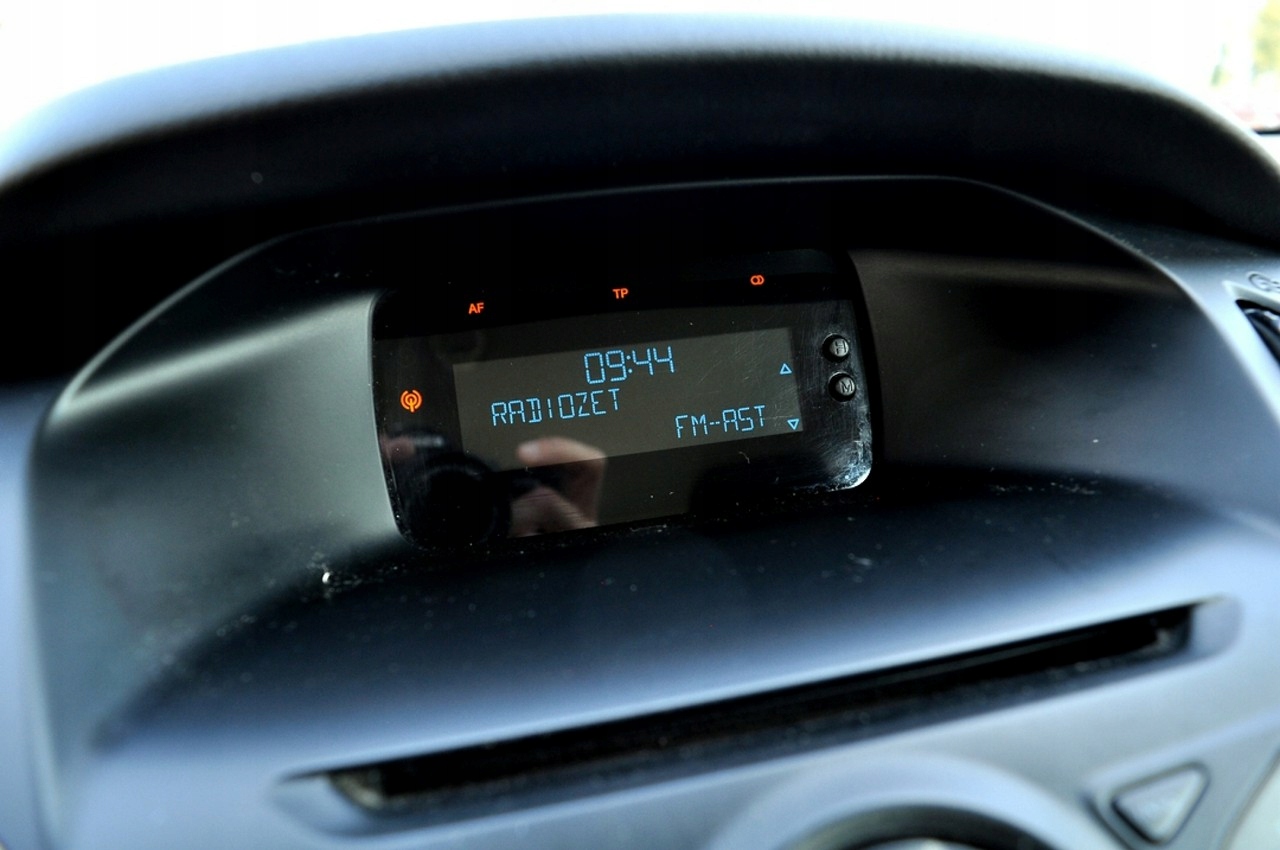 AF TP
09:44
RADIOZET
FM-AST
H
M